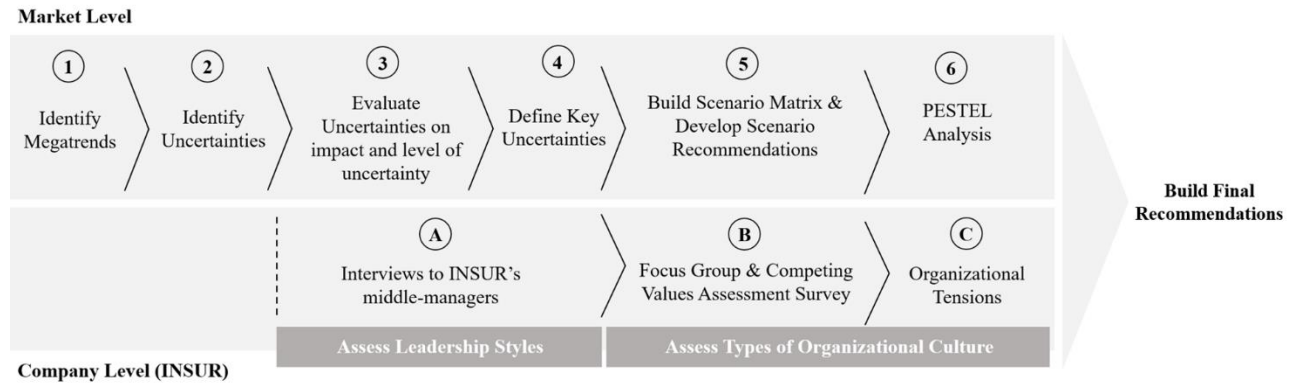 Market Level
1
Identify
Megatrends
2
Identify
Uncertainties
3
Evaluate
Uncertainties on
impact and level of
uncertainty
4
Define Key
Uncertainties
5
Build Scenario Matrix &
Develop Scenario
Recommendations
6
PESTEL
Analysis
A
Interviews to INSUR's
middle-managers
B
Focus Group & Competing
Values Assessment Survey
C
Organizational
Tensions
Assess Leadership Styles
Assess Types of Organizational Culture
Company Level (INSUR)
Build Final
Recommendations